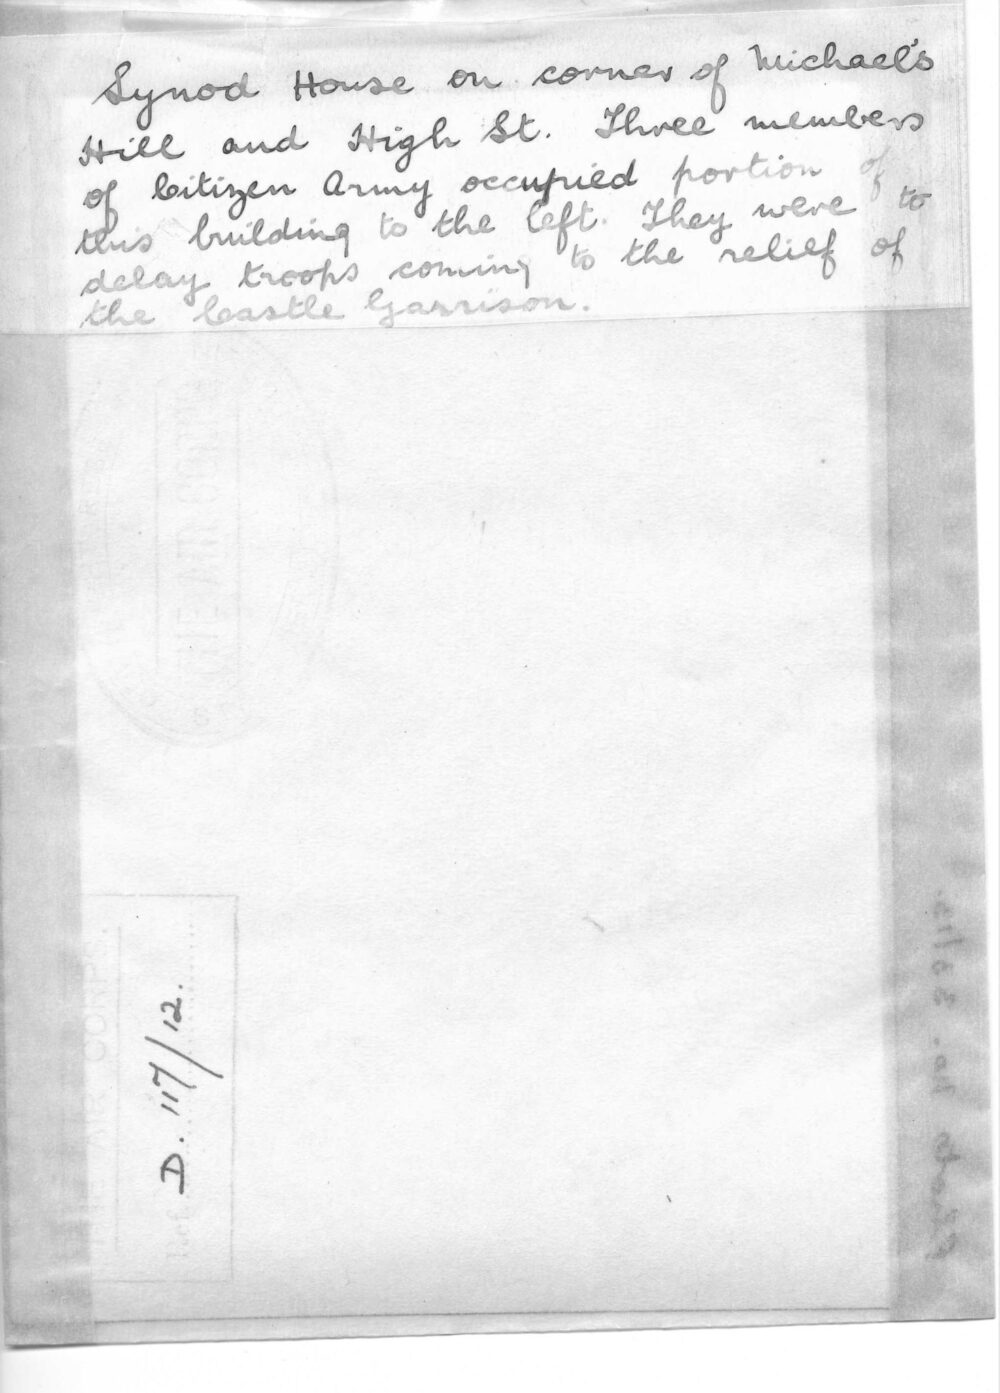 Synod House on corner of Michael's
Hill and High St. Three members
of Citizen Army occupied portion of
this building to the left. They were to
delay troops coming to the relief of
the Castle Garrison.
D. 117/12.